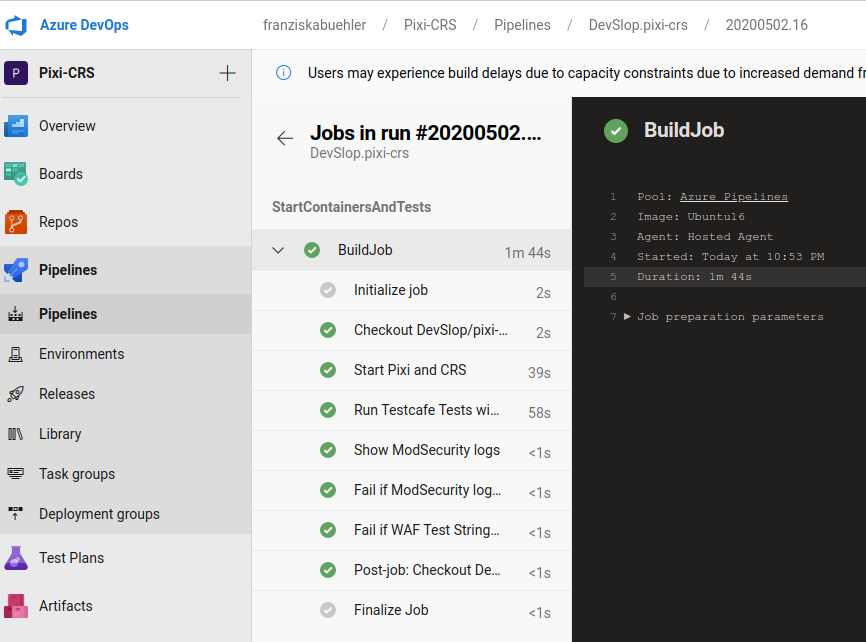 Azure DevOps
franziskabuehler / Pixi-CRS / Pipelines / DevSlop.pixi-crs / 20200502.16
P Pixi-CRS +
Overview
Boards
Repos
Pipelines
Pipelines
Environments
Releases
Library
Task groups
Deployment groups
Test Plans
Artifacts
Users may experience build delays due to capacity constraints due to increased demand fr
Jobs in run #20200502....
DevSlop.pixi-crs
StartContainersAndTests
BuildJob 1m 44s
Initialize job 2s
Checkout DevSlop/pixi-... 2s
Start Pixi and CRS 39s
Run Testcafe Tests wi... 58s
Show ModSecurity logs <1s
Fail if ModSecurity log... <1s
Fail if WAF Test String... <1s
Post-job: Checkout De... <1s
Finalize Job <1s
BuildJob
1 Pool: Azure Pipelines
2 Image: Ubuntu16
3 Agent: Hosted Agent
4 Started: Today at 10:53 PM
5 Duration: 1m 44s
6
7 Job preparation parameters